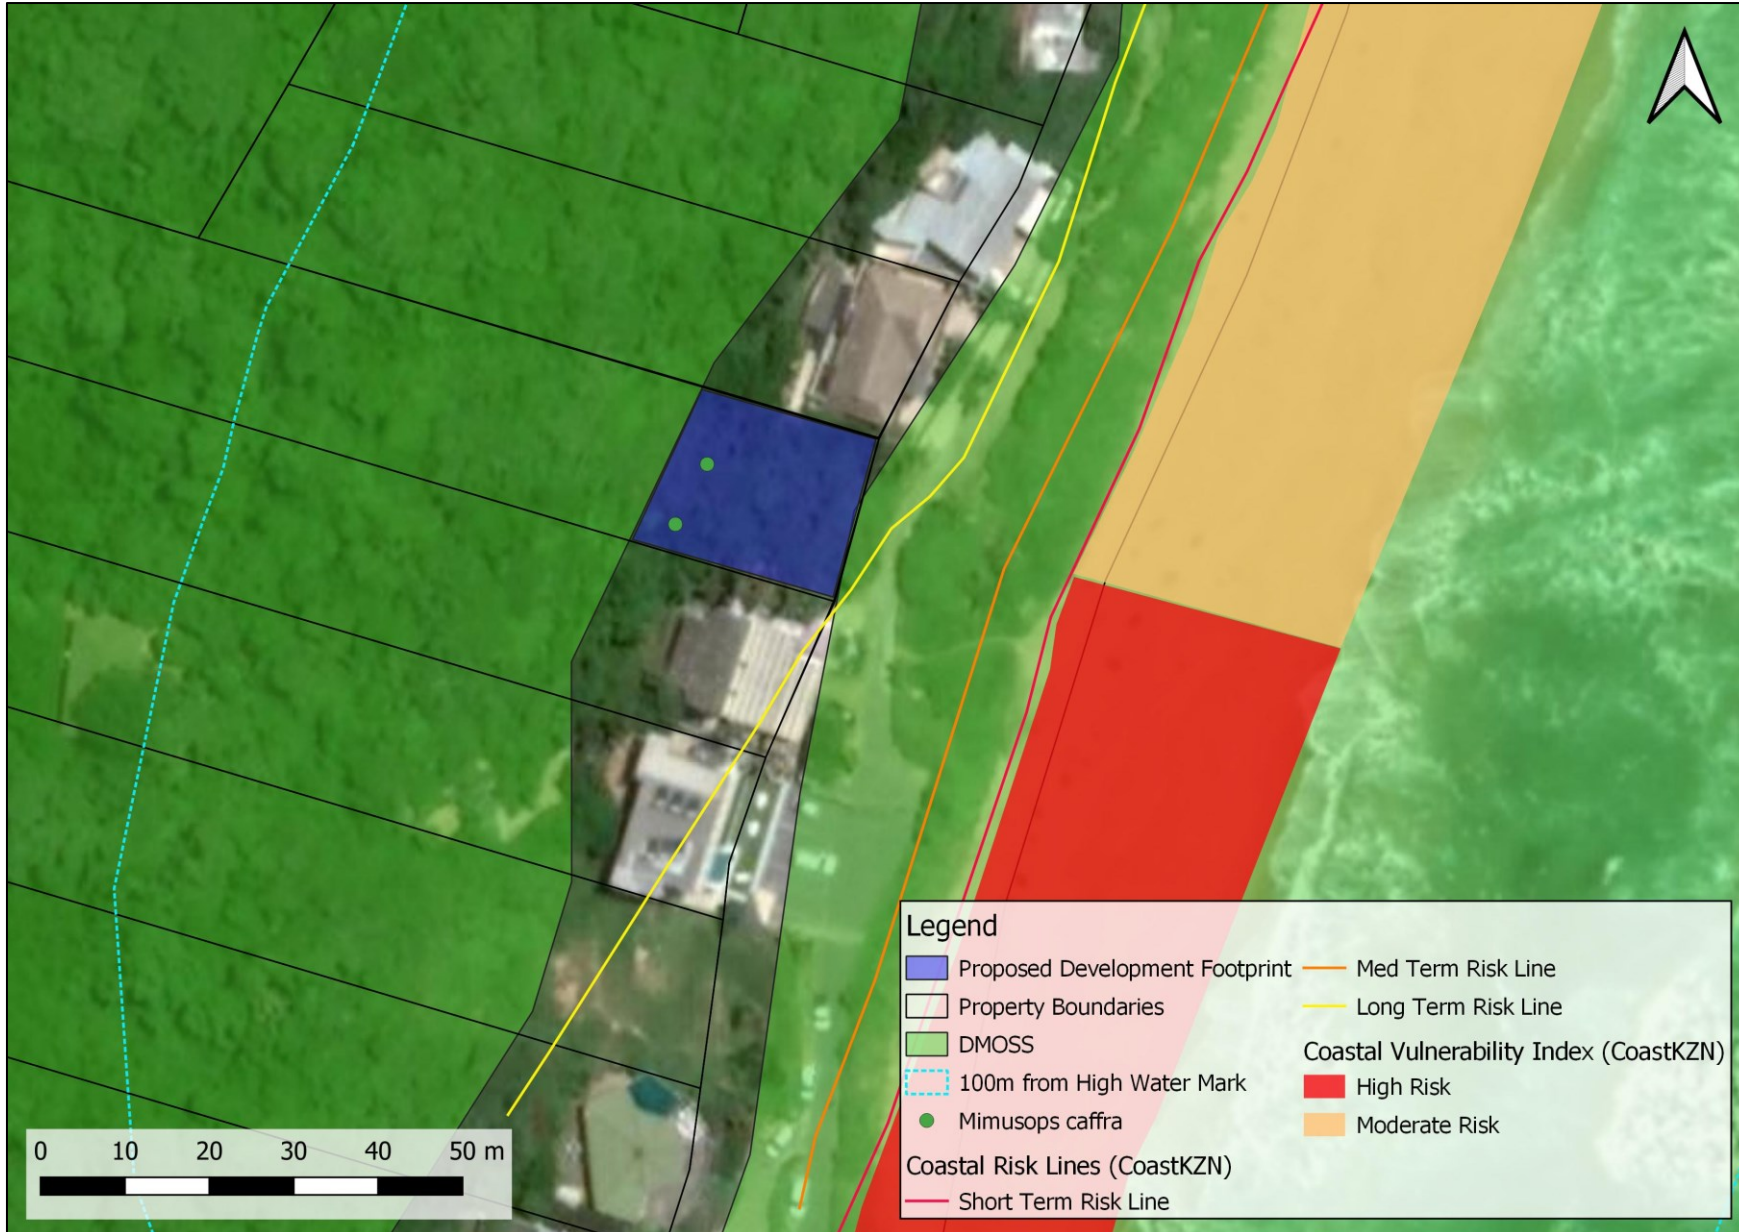 Legend
Proposed Development Footprint
Property Boundaries
DMOSS
100m from High Water Mark
Mimusops caffra
Coastal Risk Lines (CoastKZN)
Short Term Risk Line
Med Term Risk Line
Long Term Risk Line
Coastal Vulnerability Index (CoastKZN)
High Risk
Moderate Risk
0 10 20 30 40 50 m